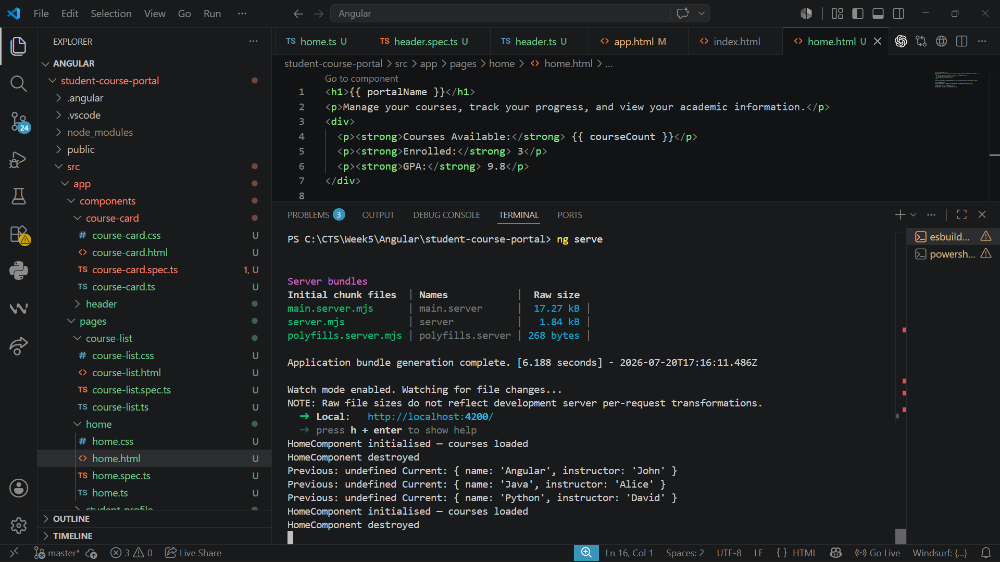 File Edit Selection View Go Run ···
Angular
EXPLORER
ANGULAR
student-course-portal
.angular
.vscode
node_modules
public
src
app
components
course-card
# course-card.css U
<> course-card.html U
TS course-card.spec.ts 1, U
TS course-card.ts U
header
pages
course-list
# course-list.css U
<> course-list.html U
TS course-list.spec.ts U
TS course-list.ts U
home
# home.css U
<> home.html U
TS home.spec.ts U
TS home.ts U
student-profile
OUTLINE
TIMELINE
24
TS home.ts U
TS header.spec.ts U
TS header.ts U
<> app.html M
<> index.html
<> home.html U
student-course-portal > src > app > pages > home > <> home.html > ...
Go to component
1 <h1>{{ portalName }}</h1>
2 <p>Manage your courses, track your progress, and view your academic information.</p>
3 <div>
4 <p><strong>Courses Available:</strong> {{ courseCount }}</p>
5 <p><strong>Enrolled:</strong> 3</p>
6 <p><strong>GPA:</strong> 9.8</p>
7 </div>
8
PROBLEMS 3 OUTPUT DEBUG CONSOLE TERMINAL PORTS
PS C:\CTS\Week5\Angular\student-course-portal> ng serve
Server bundles
Initial chunk files | Names | Raw size
main.server.mjs | main.server | 17.27 kB |
server.mjs | server | 1.84 kB |
polyfills.server.mjs | polyfills.server | 268 bytes |
Application bundle generation complete. [6.188 seconds] - 2026-07-20T17:16:11.486Z
Watch mode enabled. Watching for file changes...
NOTE: Raw file sizes do not reflect development server per-request transformations.
➜ Local: http://localhost:4200/
➜ press h + enter to show help
HomeComponent initialised — courses loaded
HomeComponent destroyed
Previous: undefined Current: { name: 'Angular', instructor: 'John' }
Previous: undefined Current: { name: 'Java', instructor: 'Alice' }
Previous: undefined Current: { name: 'Python', instructor: 'David' }
HomeComponent initialised — courses loaded
HomeComponent destroyed
esbuild...
powersh...
master* 3 0 Live Share
Ln 16, Col 1 Spaces: 2 UTF-8 LF { } HTML Go Live Windsurf: {...}